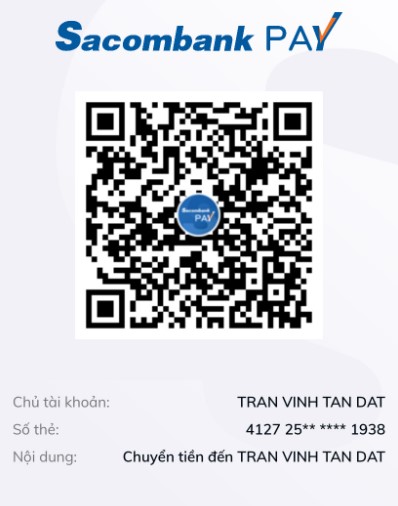 Sacombank PAY
Sacombank
PAY
Chủ tài khoản: TRAN VINH TAN DAT
Số thẻ: 4127 25** **** 1938
Nội dung: Chuyển tiền đến TRAN VINH TAN DAT